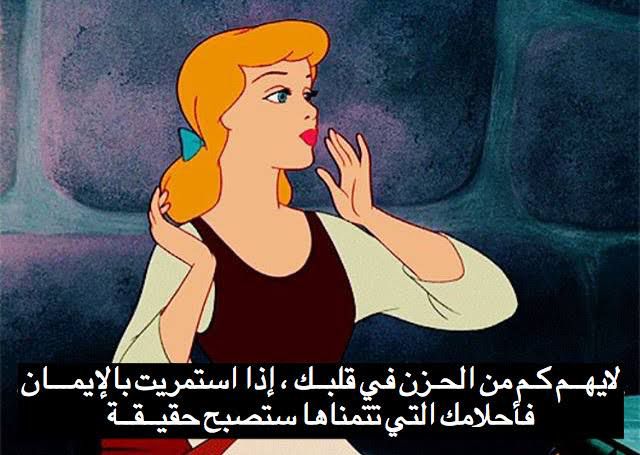 لايهم كم من الحزن في قلبك ، إذا استمريت بالإيمان
فأحلامك التي تتمناها ستصبح حقيقة